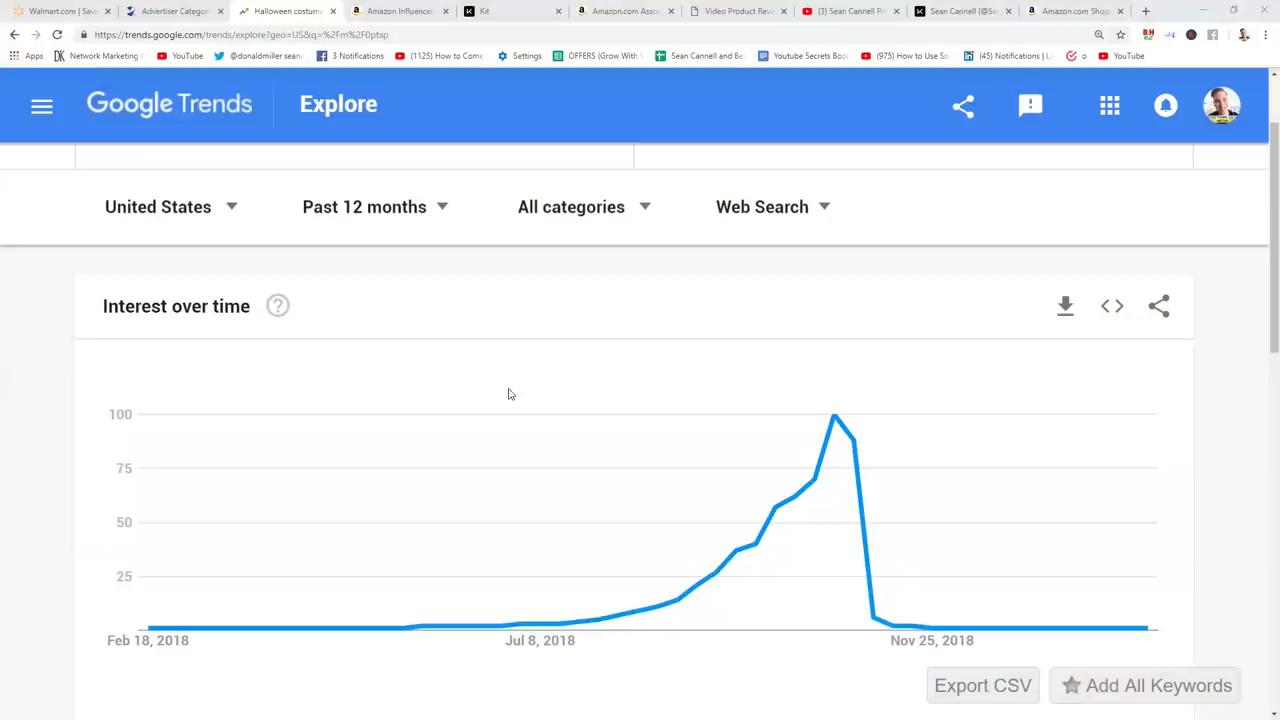 Walmart.com | Save
Advertiser Categor
Halloween costume
Amazon Influencer
Kit
Amazon.com Asso
Video Product Reve
(3) Sean Cannell Pr
Sean Cannell (@Se
Amazon.com Shop
https://trends.google.com/trends/explore?geo=US&q=%2Fm%2F0ptsp
Apps
Network Marketing
YouTube
@donaldmiller sean
3 Notifications
(1125) How to Come
Settings
OFFERS (Grow With
Sean Cannell and Be
Youtube Secrets Boo
(975) How to Use So
(45) Notifications | Li
o
YouTube
Google Trends
Explore
United States
Past 12 months
All categories
Web Search
Interest over time
100
75
50
25
Feb 18, 2018
Jul 8, 2018
Nov 25, 2018
Export CSV
Add All Keywords